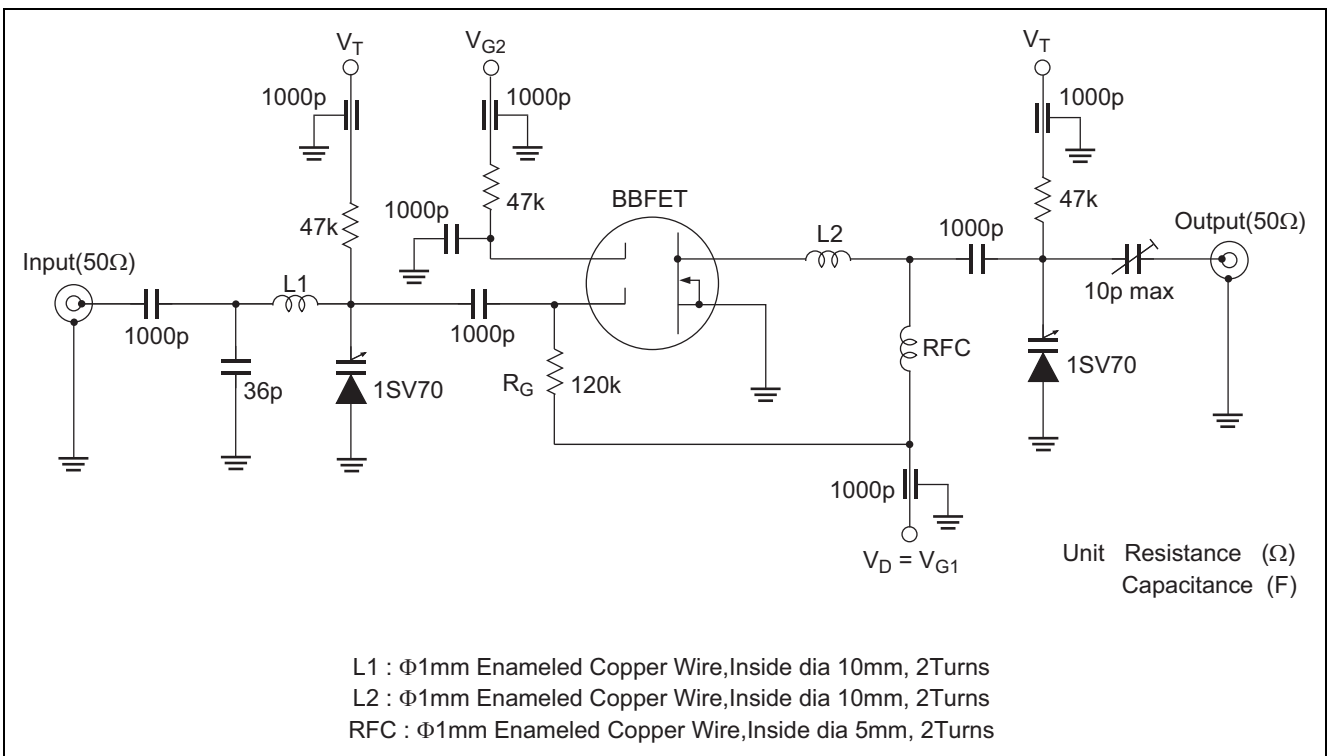 V_T
V_G2
V_T
1000p
1000p
1000p
47k
47k
47k
1000p
BBFET
L2
1000p
Output(50Ω)
Input(50Ω)
L1
10p max
1000p
1000p
RFC
36p
1SV70
R_G
120k
1SV70
1000p
V_D = V_G1
Unit Resistance (Ω)
Capacitance (F)
L1 : Φ1mm Enameled Copper Wire,Inside dia 10mm, 2Turns
L2 : Φ1mm Enameled Copper Wire,Inside dia 10mm, 2Turns
RFC : Φ1mm Enameled Copper Wire,Inside dia 5mm, 2Turns